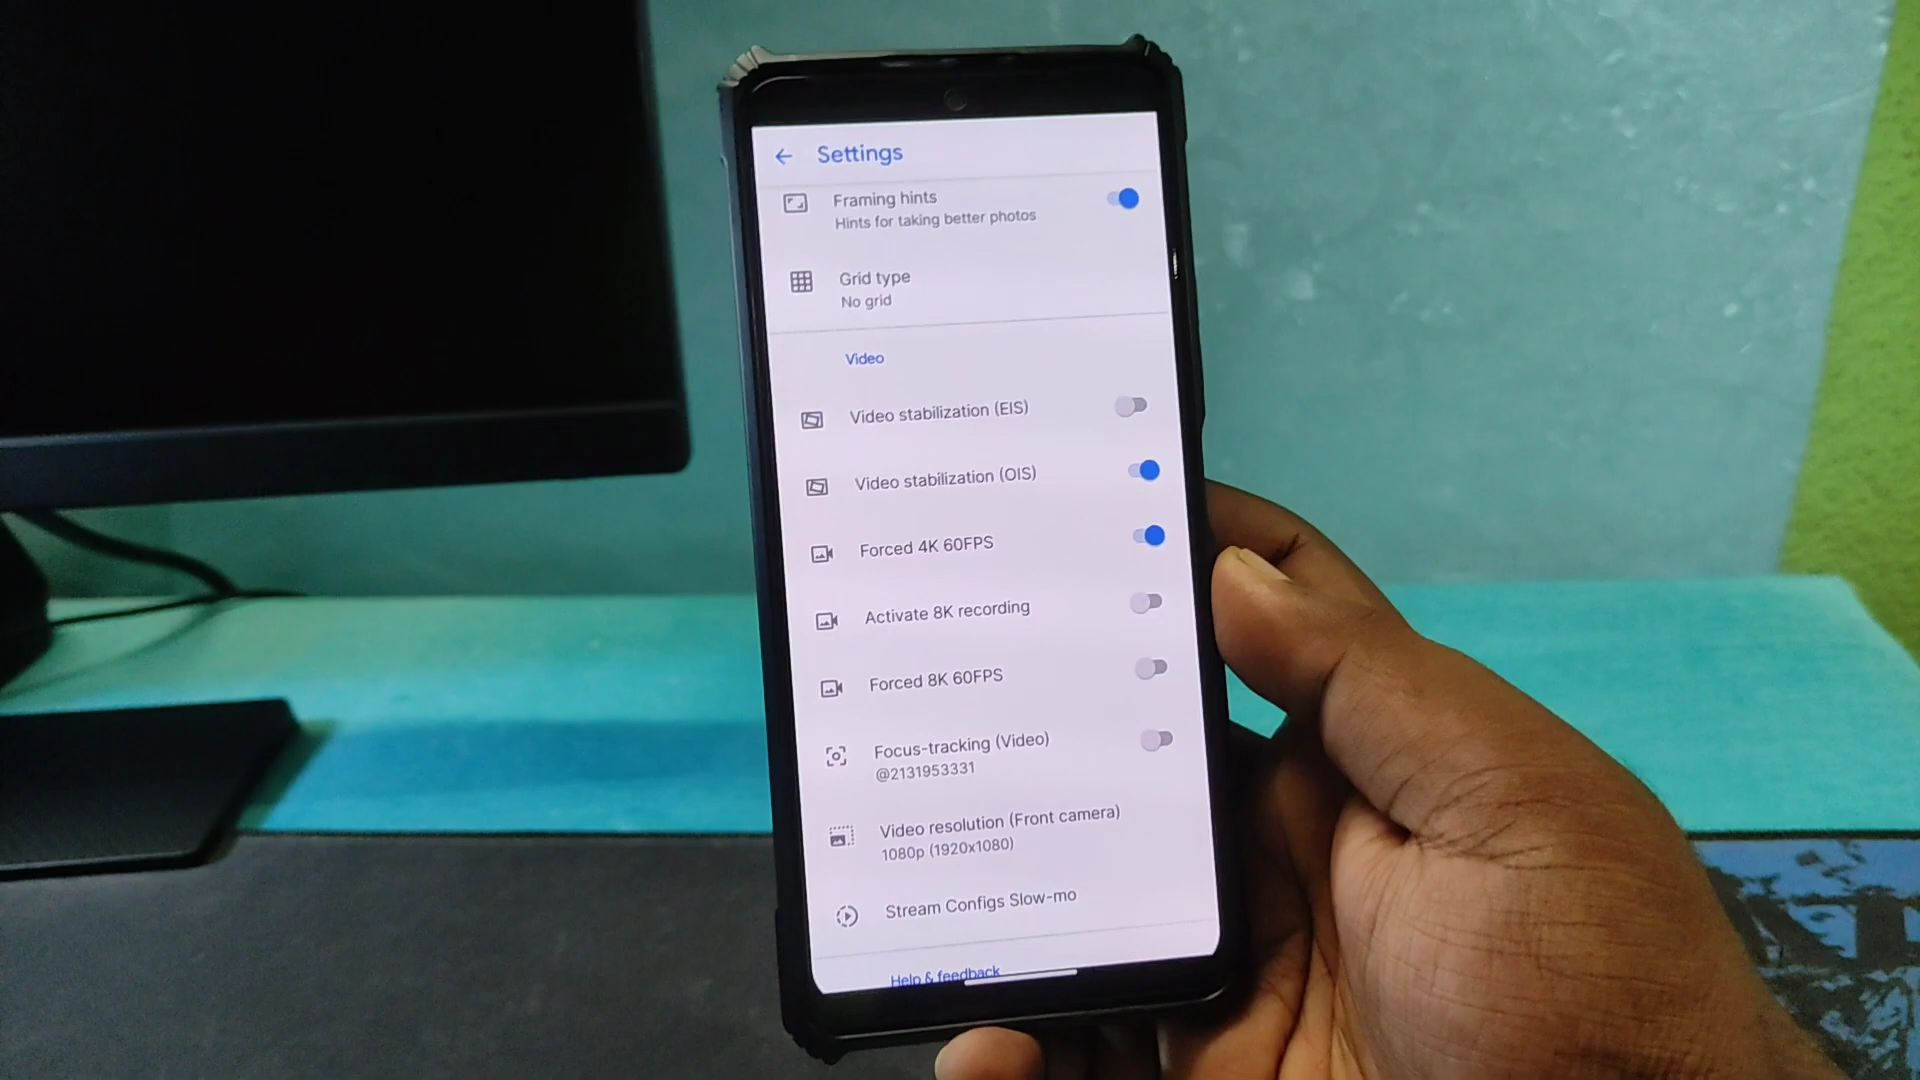 Settings
Framing hints
Hints for taking better photos
Grid type
No grid
Video
Video stabilization (EIS)
Video stabilization (OIS)
Forced 4K 60FPS
Activate 8K recording
Forced 8K 60FPS
Focus-tracking (Video)
@2131953331
Video resolution (Front camera)
1080p (1920x1080)
Stream Configs Slow-mo
Help & feedback